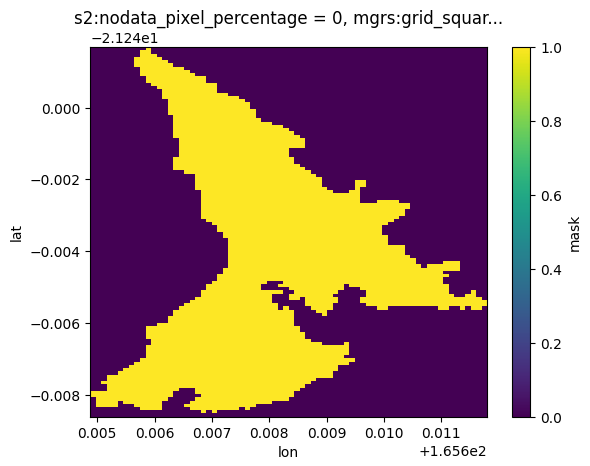 s2:nodata_pixel_percentage = 0, mgrs:grid_squar...
−2.124e1
0.000
−0.002
−0.004
−0.006
−0.008
lat
0.005 0.006 0.007 0.008 0.009 0.010 0.011
+1.656e2
lon
1.0
0.8
0.6
0.4
0.2
0.0
mask